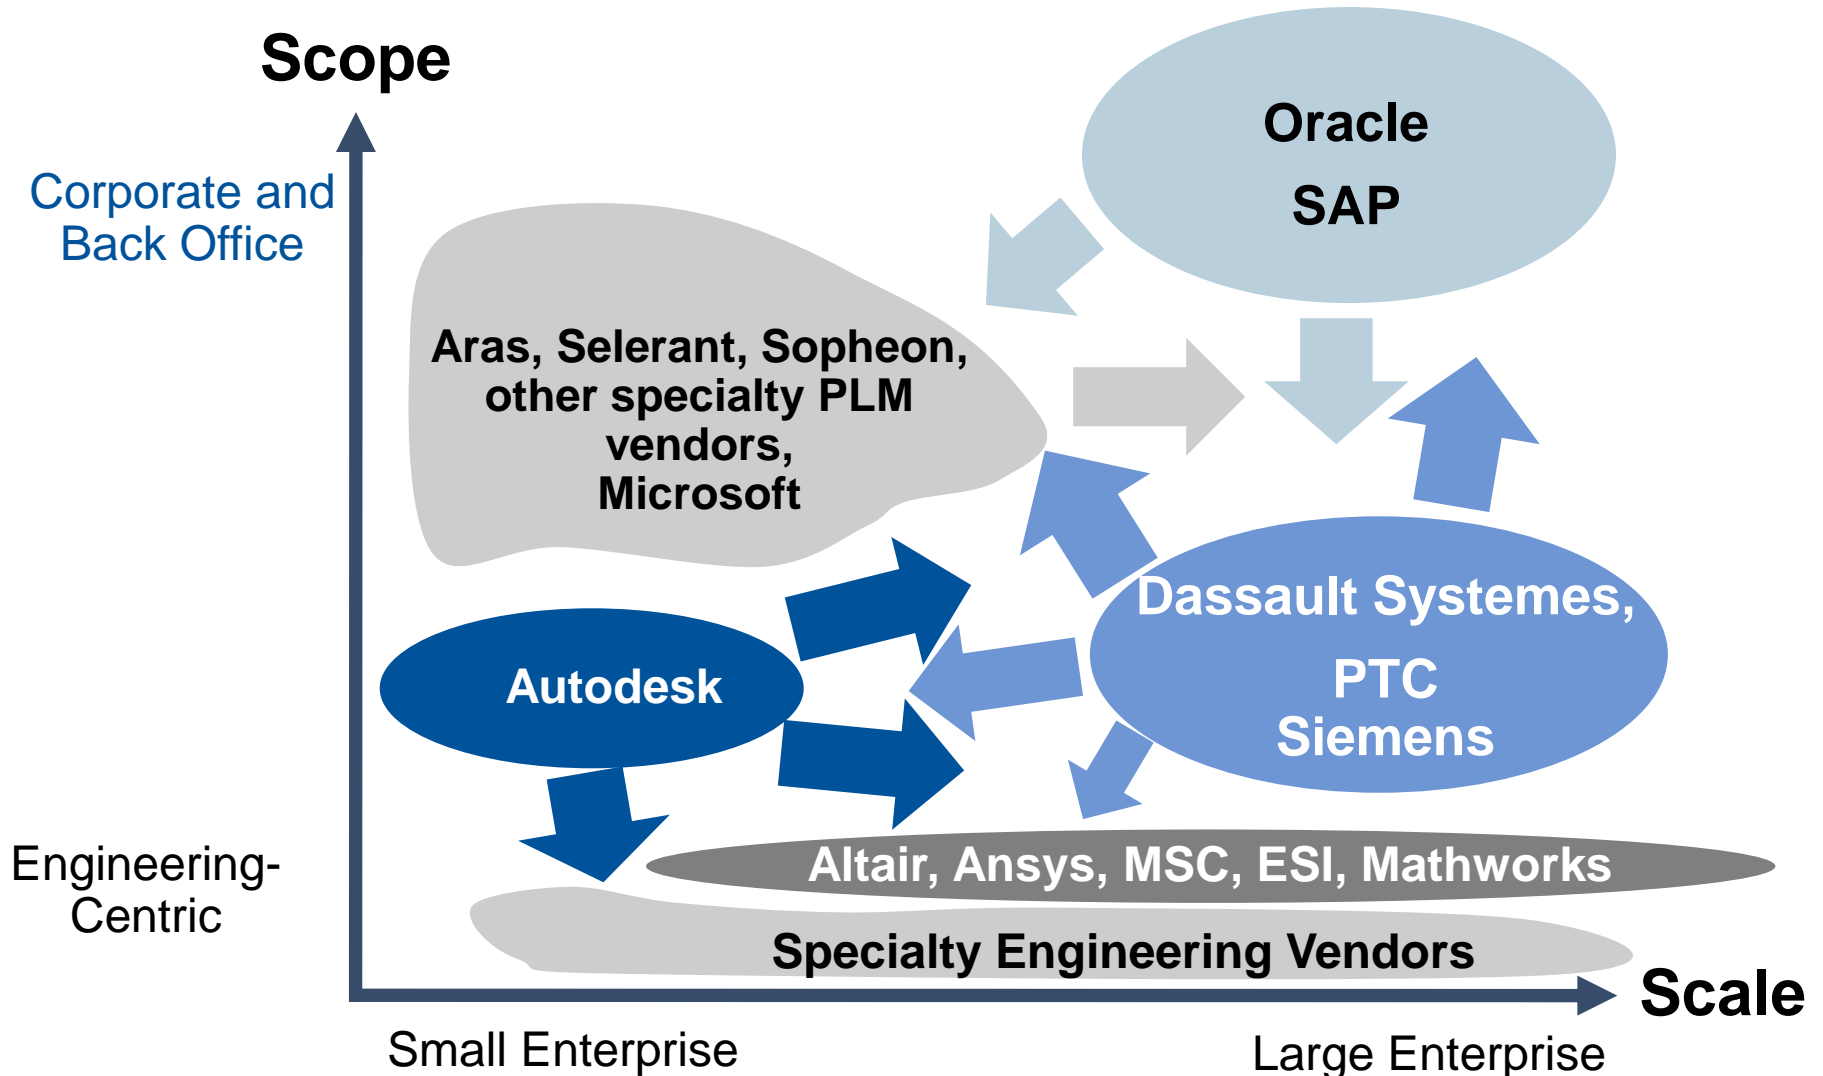 Scope
Corporate and
Back Office
Oracle
SAP
Aras, Selerant, Sopheon,
other specialty PLM
vendors,
Microsoft
Dassault Systemes,
PTC
Siemens
Autodesk
Engineering-
Centric
Altair, Ansys, MSC, ESI, Mathworks
Specialty Engineering Vendors
Scale
Small Enterprise
Large Enterprise